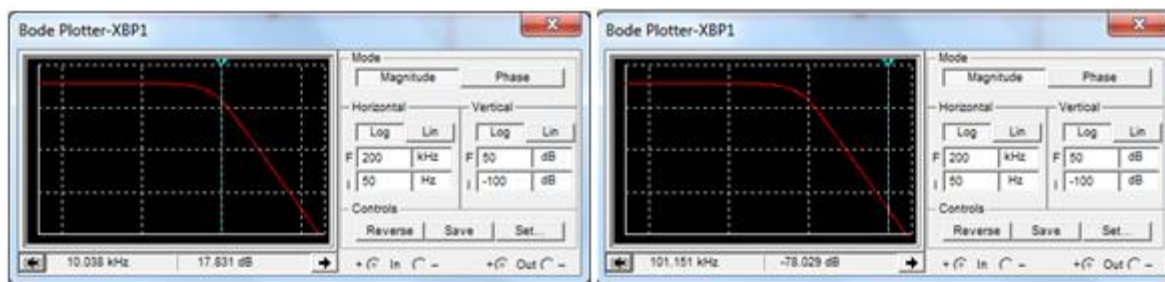 Bode Plotter-XBP1
Mode
Magnitude Phase
Horizontal Vertical
Log Lin Log Lin
F 200 kHz F 50 dB
I 50 Hz I -100 dB
Controls
Reverse Save Set...
10.038 kHz 17.831 dB + In - + Out -
Bode Plotter-XBP1
Mode
Magnitude Phase
Horizontal Vertical
Log Lin Log Lin
F 200 kHz F 50 dB
I 50 Hz I -100 dB
Controls
Reverse Save Set...
101.151 kHz -78.029 dB + In - + Out -